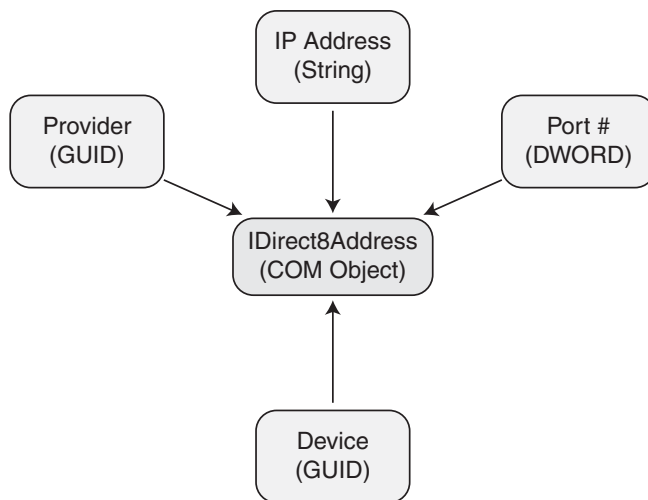 IP Address
(String)
Provider
(GUID)
Port #
(DWORD)
IDirect8Address
(COM Object)
Device
(GUID)